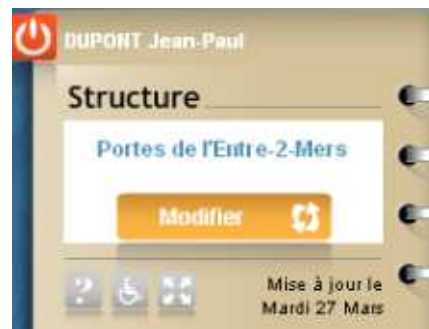 DUPONT Jean-Paul
Structure
Portes de l'Entre-2-Mers
Modifier
?
Mise à jour le
Mardi 27 Mars